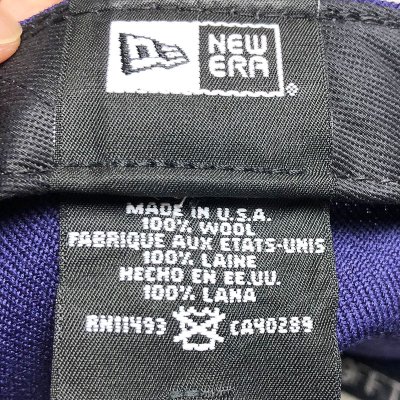 NEW
ERA
®
MADE IN U.S.A.
100% WOOL
FABRIQUE AUX ETATS-UNIS
100% LAINE
HECHO EN EE.UU.
100% LANA
RN11493 CA40289